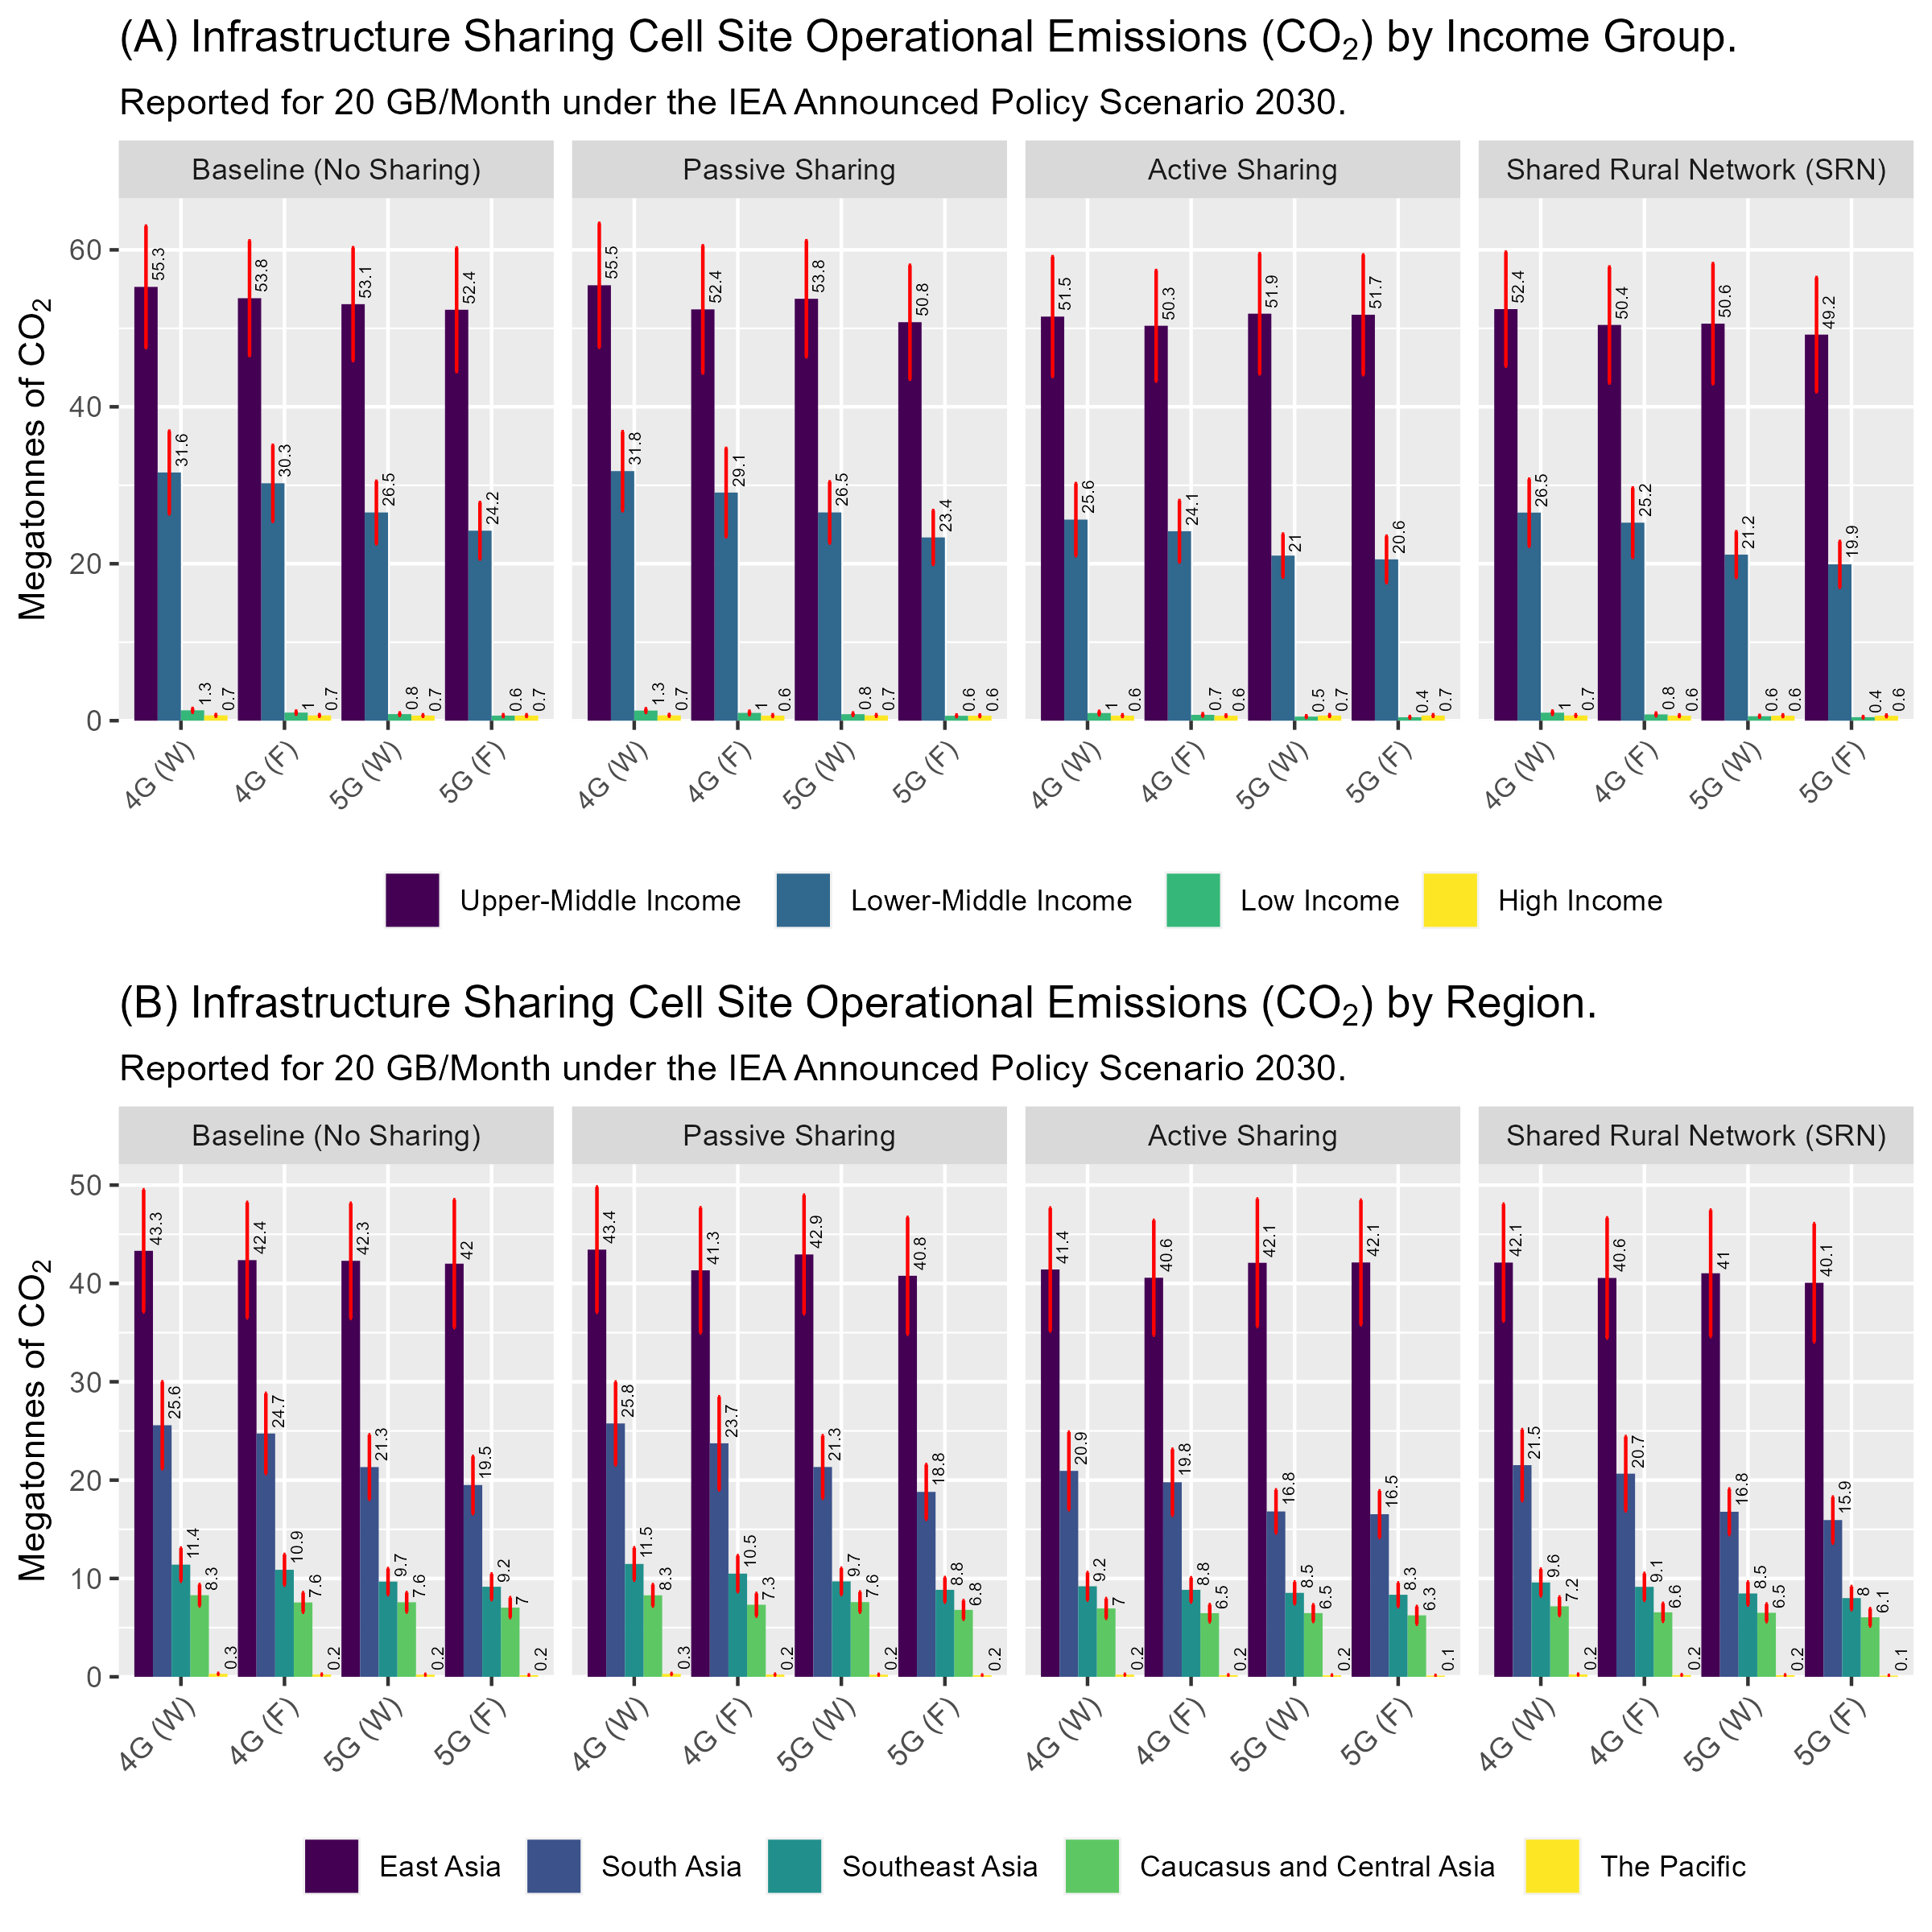 (A) Infrastructure Sharing Cell Site Operational Emissions (CO₂) by Income Group.
Reported for 20 GB/Month under the IEA Announced Policy Scenario 2030.
Baseline (No Sharing) Passive Sharing Active Sharing Shared Rural Network (SRN)
Megatonnes of CO₂
60
40
20
0
55.3 31.6 1.3 0.7 53.8 30.3 1 0.7 53.1 26.5 0.8 0.7 52.4 24.2 0.6 0.7
55.5 31.8 1.3 0.7 52.4 29.1 1 0.6 53.8 26.5 0.8 0.7 50.8 23.4 0.6 0.6
51.5 25.6 1 0.6 50.3 24.1 0.7 0.6 51.9 21 0.5 0.7 51.7 20.6 0.4 0.7
52.4 26.5 1 0.7 50.4 25.2 0.8 0.6 50.6 21.2 0.6 0.6 49.2 19.9 0.4 0.6
4G (W) 4G (F) 5G (W) 5G (F) 4G (W) 4G (F) 5G (W) 5G (F) 4G (W) 4G (F) 5G (W) 5G (F) 4G (W) 4G (F) 5G (W) 5G (F)
Upper-Middle Income Lower-Middle Income Low Income High Income
(B) Infrastructure Sharing Cell Site Operational Emissions (CO₂) by Region.
Reported for 20 GB/Month under the IEA Announced Policy Scenario 2030.
Baseline (No Sharing) Passive Sharing Active Sharing Shared Rural Network (SRN)
Megatonnes of CO₂
50
40
30
20
10
0
43.3 25.6 11.4 8.3 0.3 42.4 24.7 10.9 7.6 0.2 42.3 21.3 9.7 7.6 0.2 42 19.5 9.2 7 0.2
43.4 25.8 11.5 8.3 0.3 41.3 23.7 10.5 7.3 0.2 42.9 21.3 9.7 7.6 0.2 40.8 18.8 8.8 6.8 0.2
41.4 20.9 9.2 7 0.2 40.6 19.8 8.8 6.5 0.2 42.1 16.8 8.5 6.5 0.2 42.1 16.5 8.3 6.3 0.1
42.1 21.5 9.6 7.2 0.2 40.6 20.7 9.1 6.6 0.2 41 16.8 8.5 6.5 0.2 40.1 15.9 8 6.1 0.1
4G (W) 4G (F) 5G (W) 5G (F) 4G (W) 4G (F) 5G (W) 5G (F) 4G (W) 4G (F) 5G (W) 5G (F) 4G (W) 4G (F) 5G (W) 5G (F)
East Asia South Asia Southeast Asia Caucasus and Central Asia The Pacific